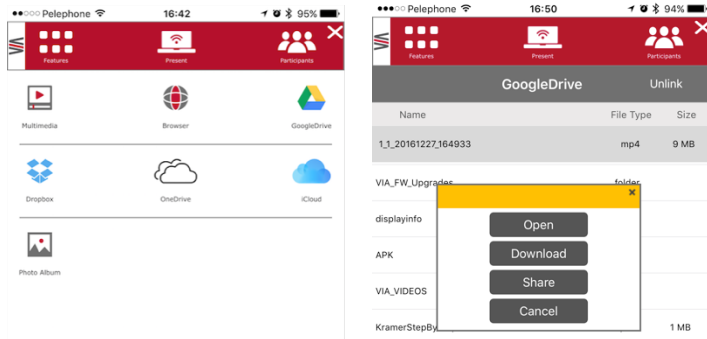 Pelephone 16:42 95%
Features Present Participants
Multimedia Browser GoogleDrive
Dropbox OneDrive iCloud
Photo Album
Pelephone 16:50 94%
Features Present Participants
GoogleDrive Unlink
Name File Type Size
1_1_20161227_164933 mp4 9 MB
VIA_FW_Upgrades folder
displayinfo
Open
APK
Download
VIA_VIDEOS
Share
Cancel
KramerStepBy 1 MB